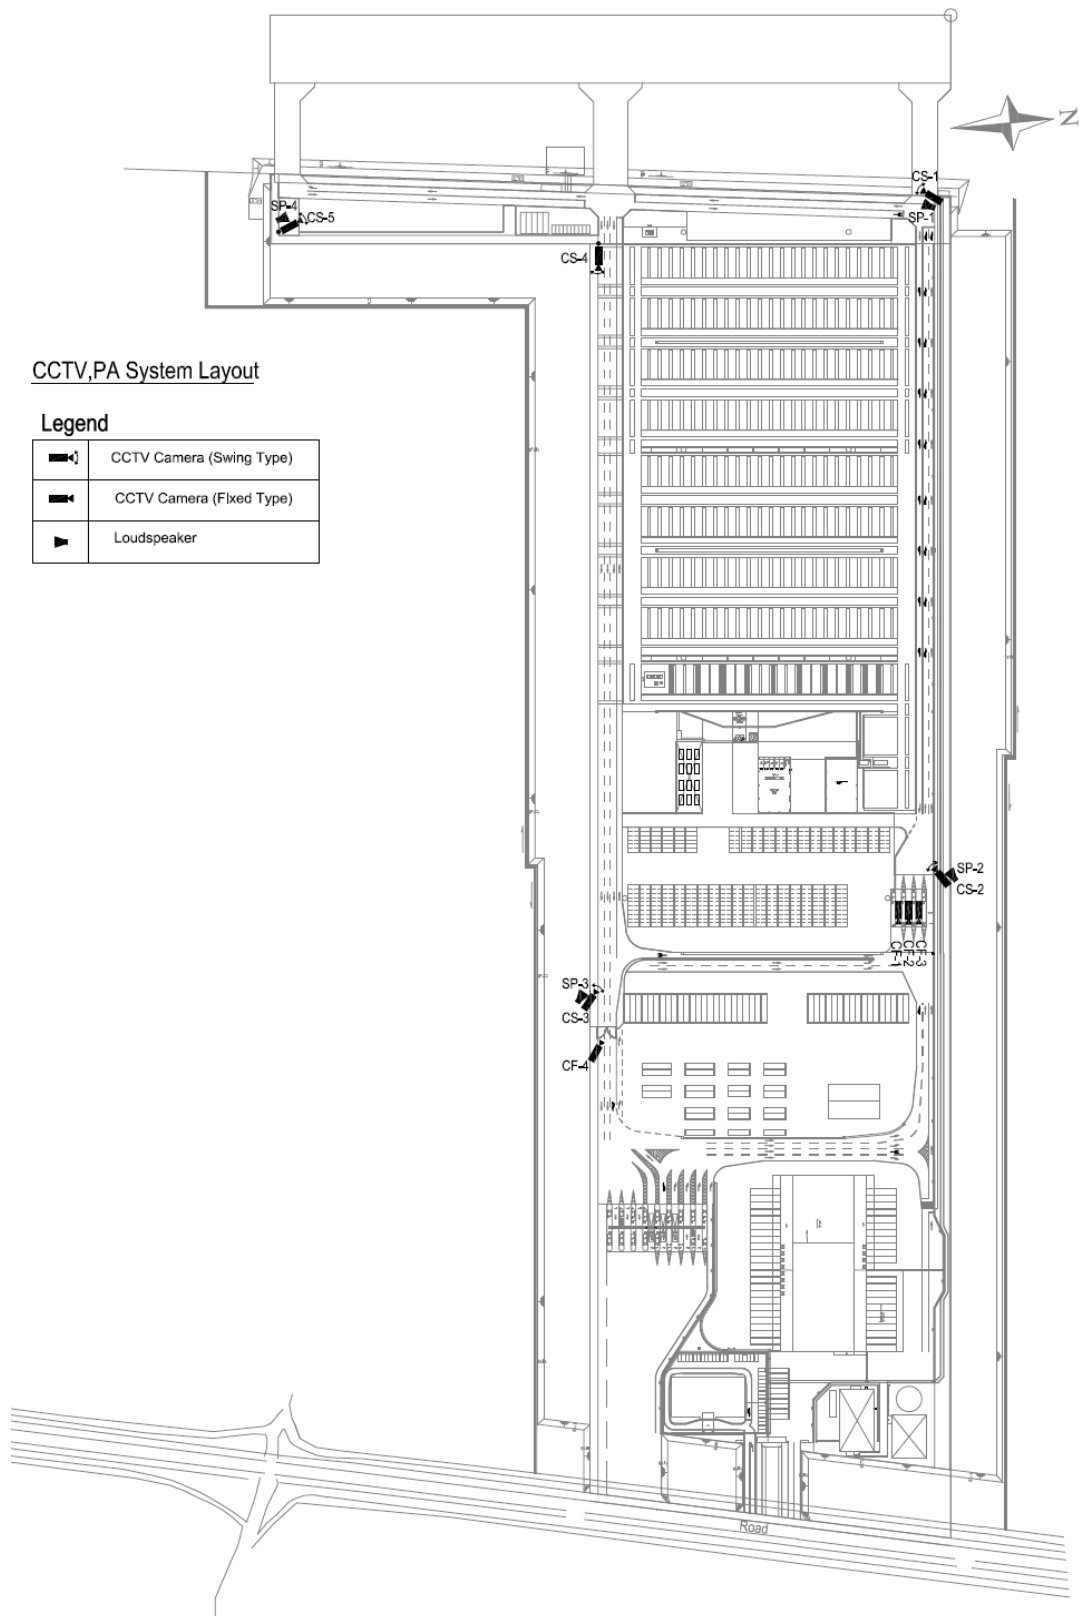 N
CS-1
SP-4
CS-5
SP-1
CS-4
CCTV,PA System Layout
Legend
CCTV Camera (Swing Type)
CCTV Camera (FIxed Type)
Loudspeaker
SP-2
CS-2
CF-1
CF-2
CF-3
SP-3
CS-3
CF-4
Road